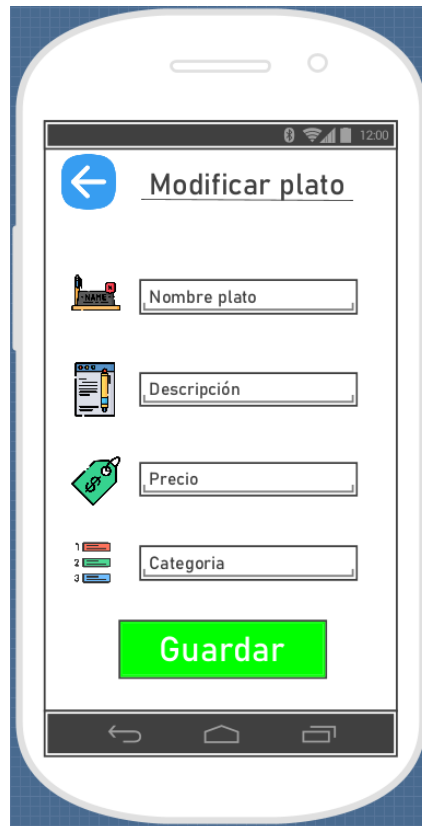 12:00
Modificar plato
NAME
Nombre plato
Descripción
$
Precio
1
2
3
Categoria
Guardar